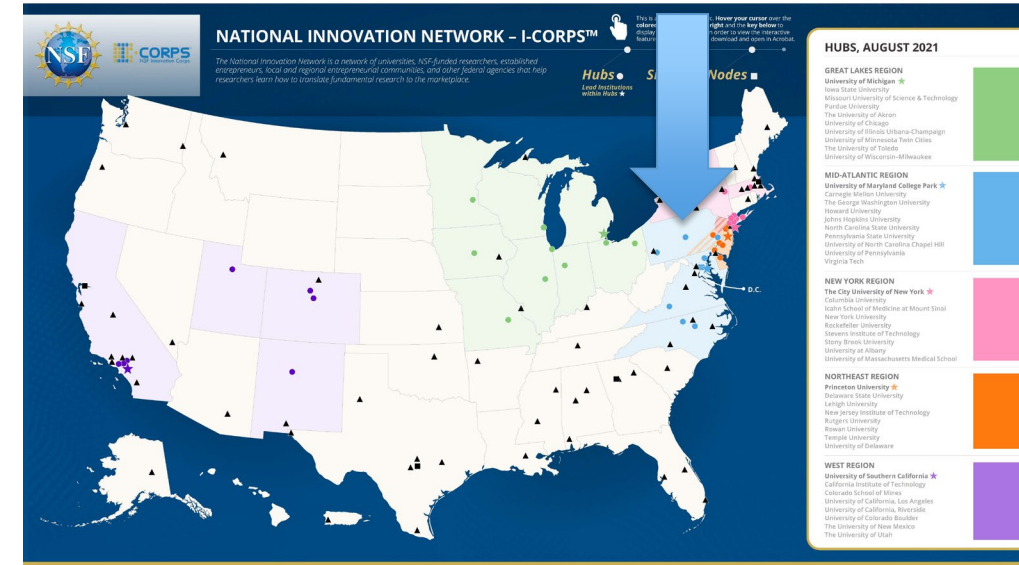 NSF
I-CORPS
NSF Innovation Corps
NATIONAL INNOVATION NETWORK – I-CORPS™
The National Innovation Network is a network of universities, NSF-funded researchers, established
entrepreneurs, local and regional entrepreneurial communities, and other federal agencies that help
researchers learn how to translate fundamental research to the marketplace.
This is a c. Hover your cursor over the
colored right and the key below to
display n order to view the interactive
feature download and open in Acrobat.
Hubs Si Nodes
Lead Institutions
within Hubs
D.C.
HUBS, AUGUST 2021
GREAT LAKES REGION
University of Michigan
Iowa State University
Missouri University of Science & Technology
Purdue University
The University of Akron
University of Chicago
University of Illinois Urbana-Champaign
University of Minnesota Twin Cities
The University of Toledo
University of Wisconsin–Milwaukee
MID-ATLANTIC REGION
University of Maryland College Park
Carnegie Mellon University
The George Washington University
Howard University
Johns Hopkins University
North Carolina State University
Pennsylvania State University
University of North Carolina Chapel Hill
University of Pennsylvania
Virginia Tech
NEW YORK REGION
The City University of New York
Columbia University
Icahn School of Medicine at Mount Sinai
New York University
Rockefeller University
Stevens Institute of Technology
Stony Brook University
University at Albany
University of Massachusetts Medical School
NORTHEAST REGION
Princeton University
Delaware State University
Lehigh University
New Jersey Institute of Technology
Rutgers University
Rowan University
Temple University
University of Delaware
WEST REGION
University of Southern California
California Institute of Technology
Colorado School of Mines
University of California, Los Angeles
University of California, Riverside
University of Colorado Boulder
The University of New Mexico
The University of Utah